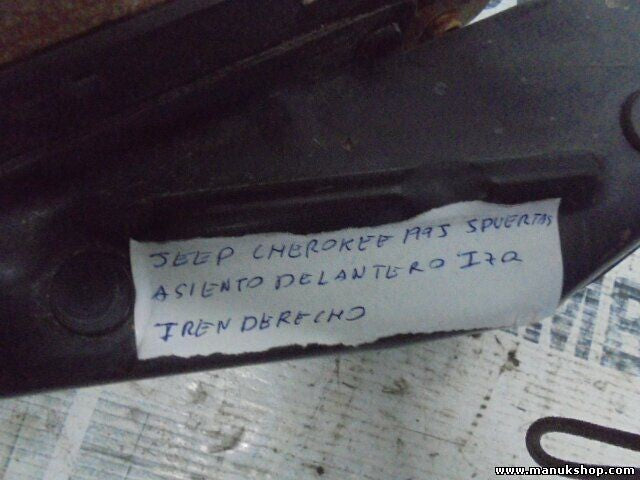 JEEP CHEROKEE 1995 5PUERTAS
ASIENTO DELANTERO IZQ
TREN DERECHO
www.manukshop.com